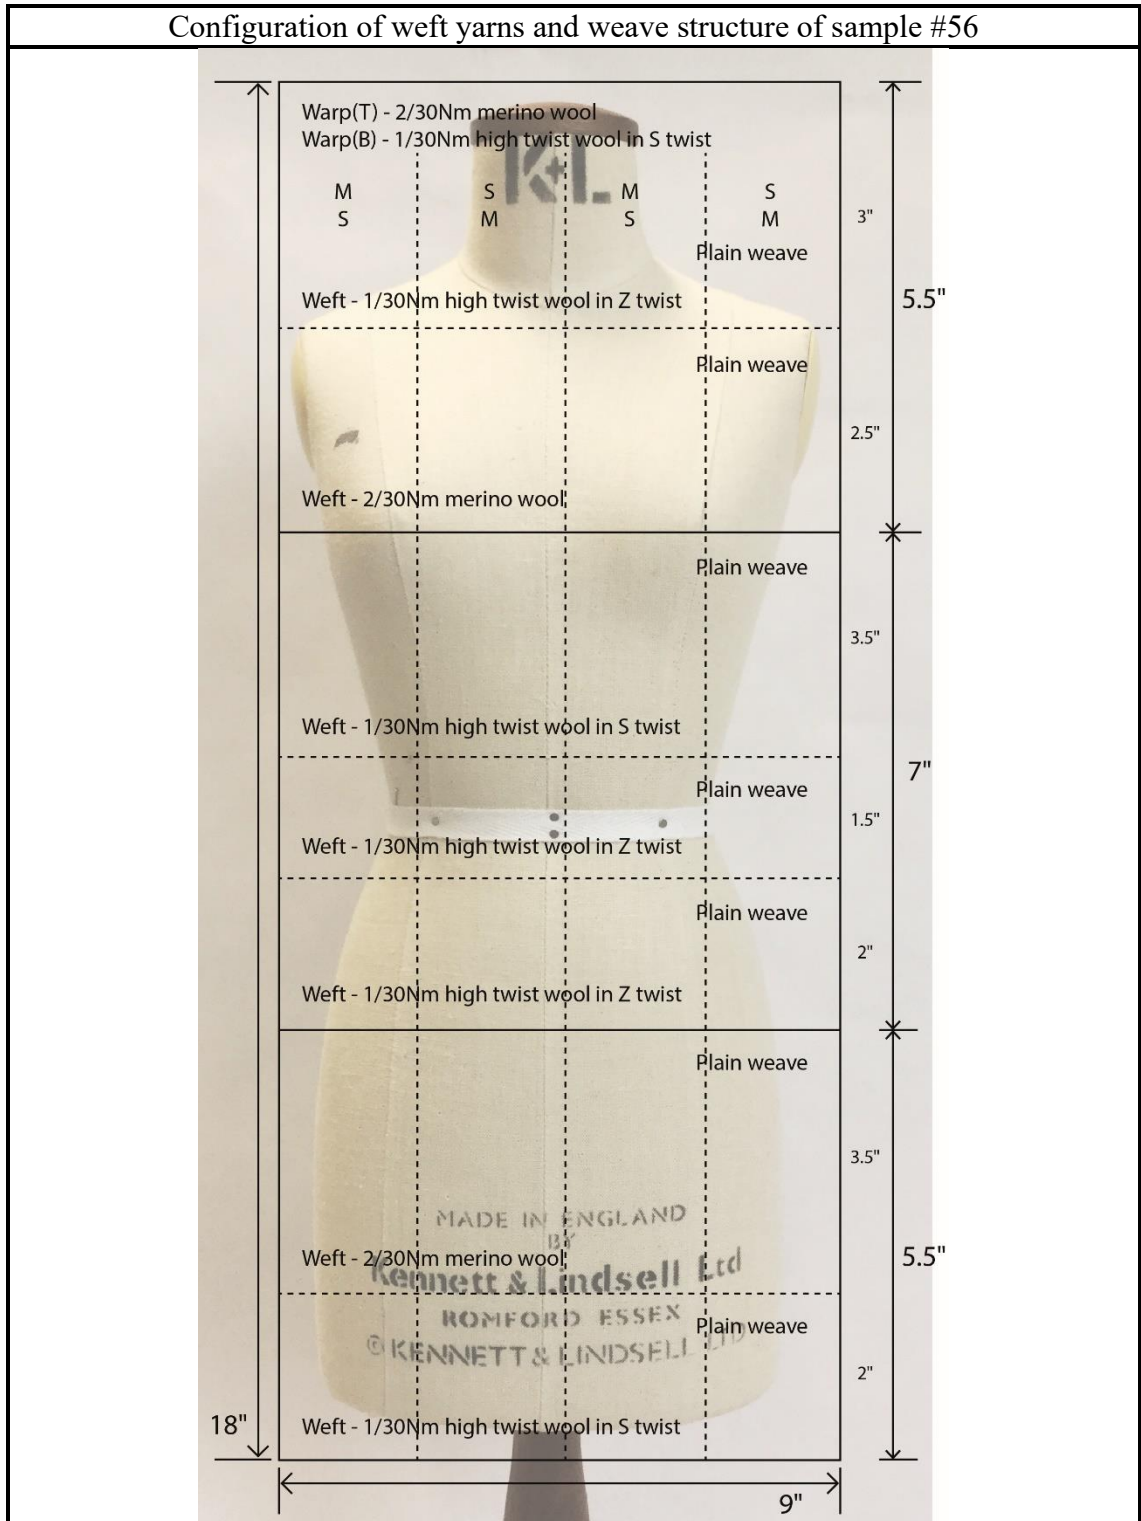 Configuration of weft yarns and weave structure of sample #56
Warp(T) - 2/30Nm merino wool
Warp(B) - 1/30Nm high twist wool in S twist
K+L
M S M S
S M S M
3"
Plain weave
5.5"
Weft - 1/30Nm high twist wool in Z twist
Plain weave
2.5"
Weft - 2/30Nm merino wool
Plain weave
3.5"
Weft - 1/30Nm high twist wool in S twist
7"
Plain weave
1.5"
Weft - 1/30Nm high twist wool in Z twist
Plain weave
2"
Weft - 1/30Nm high twist wool in Z twist
Plain weave
3.5"
MADE IN ENGLAND
BY
Weft - 2/30Nm merino wool
5.5"
Kennett & Lindsell Ltd
ROMFORD ESSEX
Plain weave
© KENNETT & LINDSELL LTD
2"
18"
Weft - 1/30Nm high twist wool in S twist
9"